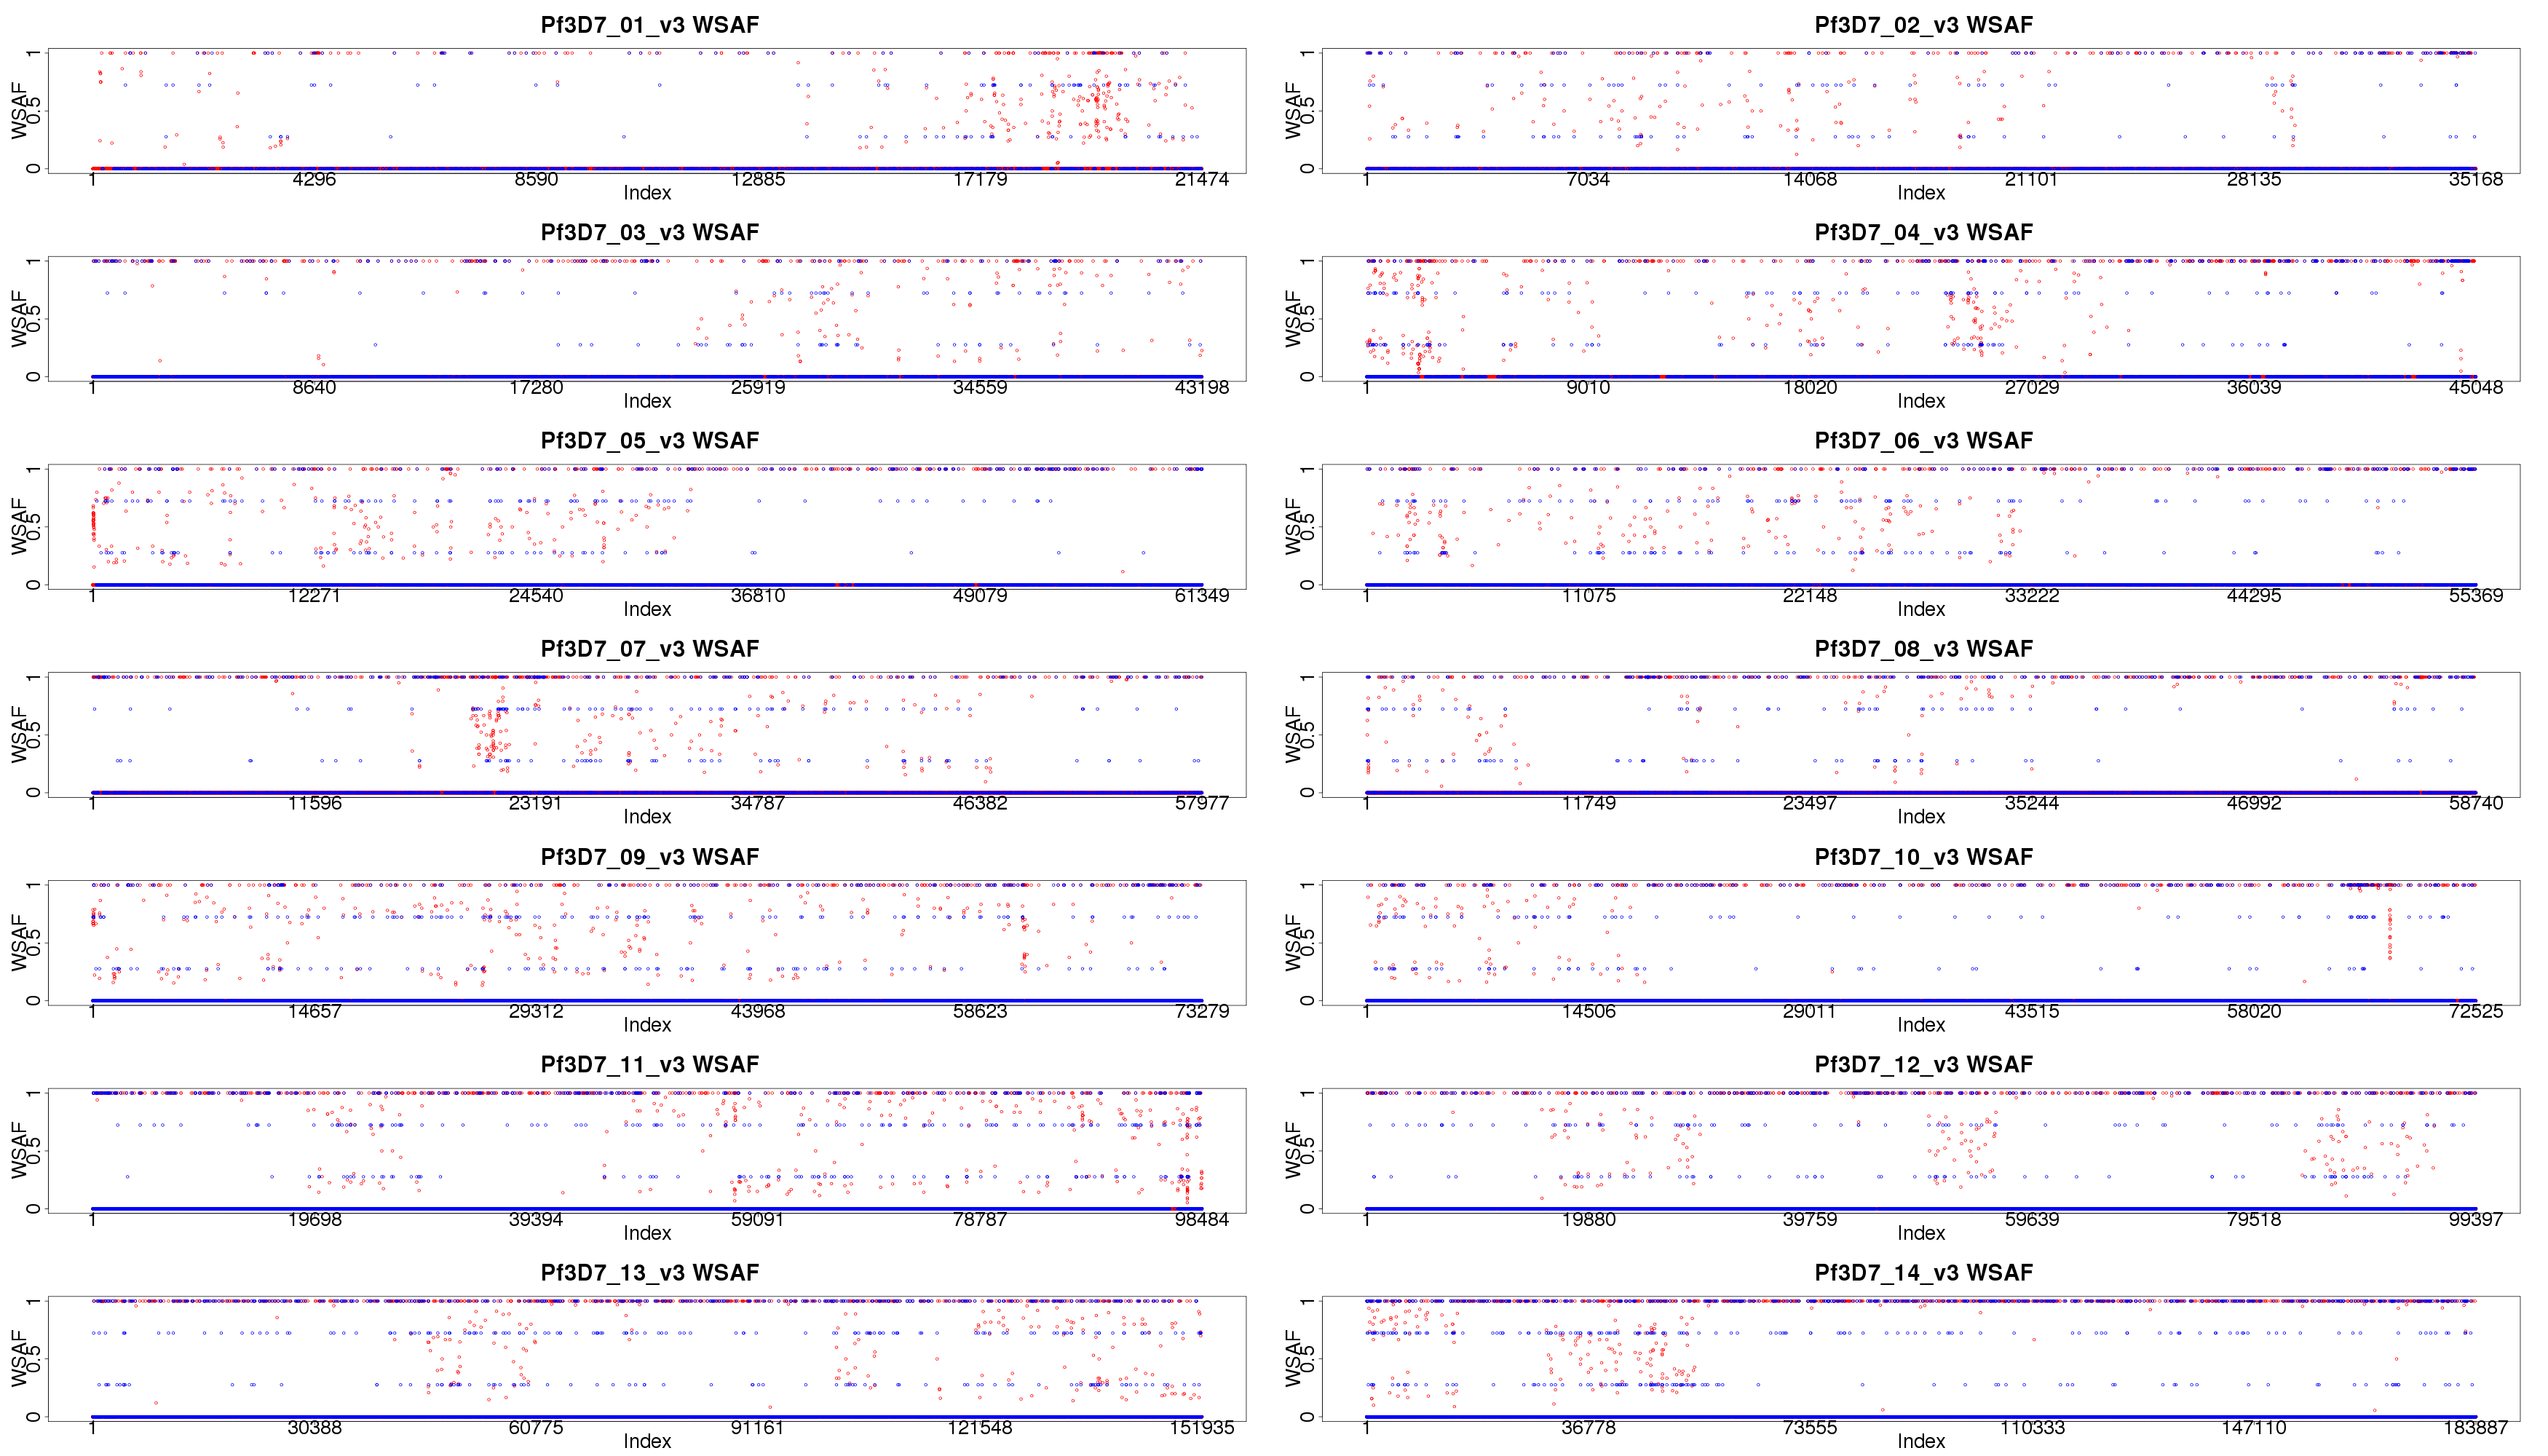 Pf3D7_01_v3 WSAF
WSAF
1
0.5
0
1 4296 8590 12885 17179 21474
Index
Pf3D7_02_v3 WSAF
WSAF
1
0.5
0
1 7034 14068 21101 28135 35168
Index
Pf3D7_03_v3 WSAF
WSAF
1
0.5
0
1 8640 17280 25919 34559 43198
Index
Pf3D7_04_v3 WSAF
WSAF
1
0.5
0
1 9010 18020 27029 36039 45048
Index
Pf3D7_05_v3 WSAF
WSAF
1
0.5
0
1 12271 24540 36810 49079 61349
Index
Pf3D7_06_v3 WSAF
WSAF
1
0.5
0
1 11075 22148 33222 44295 55369
Index
Pf3D7_07_v3 WSAF
WSAF
1
0.5
0
1 11596 23191 34787 46382 57977
Index
Pf3D7_08_v3 WSAF
WSAF
1
0.5
0
1 11749 23497 35244 46992 58740
Index
Pf3D7_09_v3 WSAF
WSAF
1
0.5
0
1 14657 29312 43968 58623 73279
Index
Pf3D7_10_v3 WSAF
WSAF
1
0.5
0
1 14506 29011 43515 58020 72525
Index
Pf3D7_11_v3 WSAF
WSAF
1
0.5
0
1 19698 39394 59091 78787 98484
Index
Pf3D7_12_v3 WSAF
WSAF
1
0.5
0
1 19880 39759 59639 79518 99397
Index
Pf3D7_13_v3 WSAF
WSAF
1
0.5
0
1 30388 60775 91161 121548 151935
Index
Pf3D7_14_v3 WSAF
WSAF
1
0.5
0
1 36778 73555 110333 147110 183887
Index